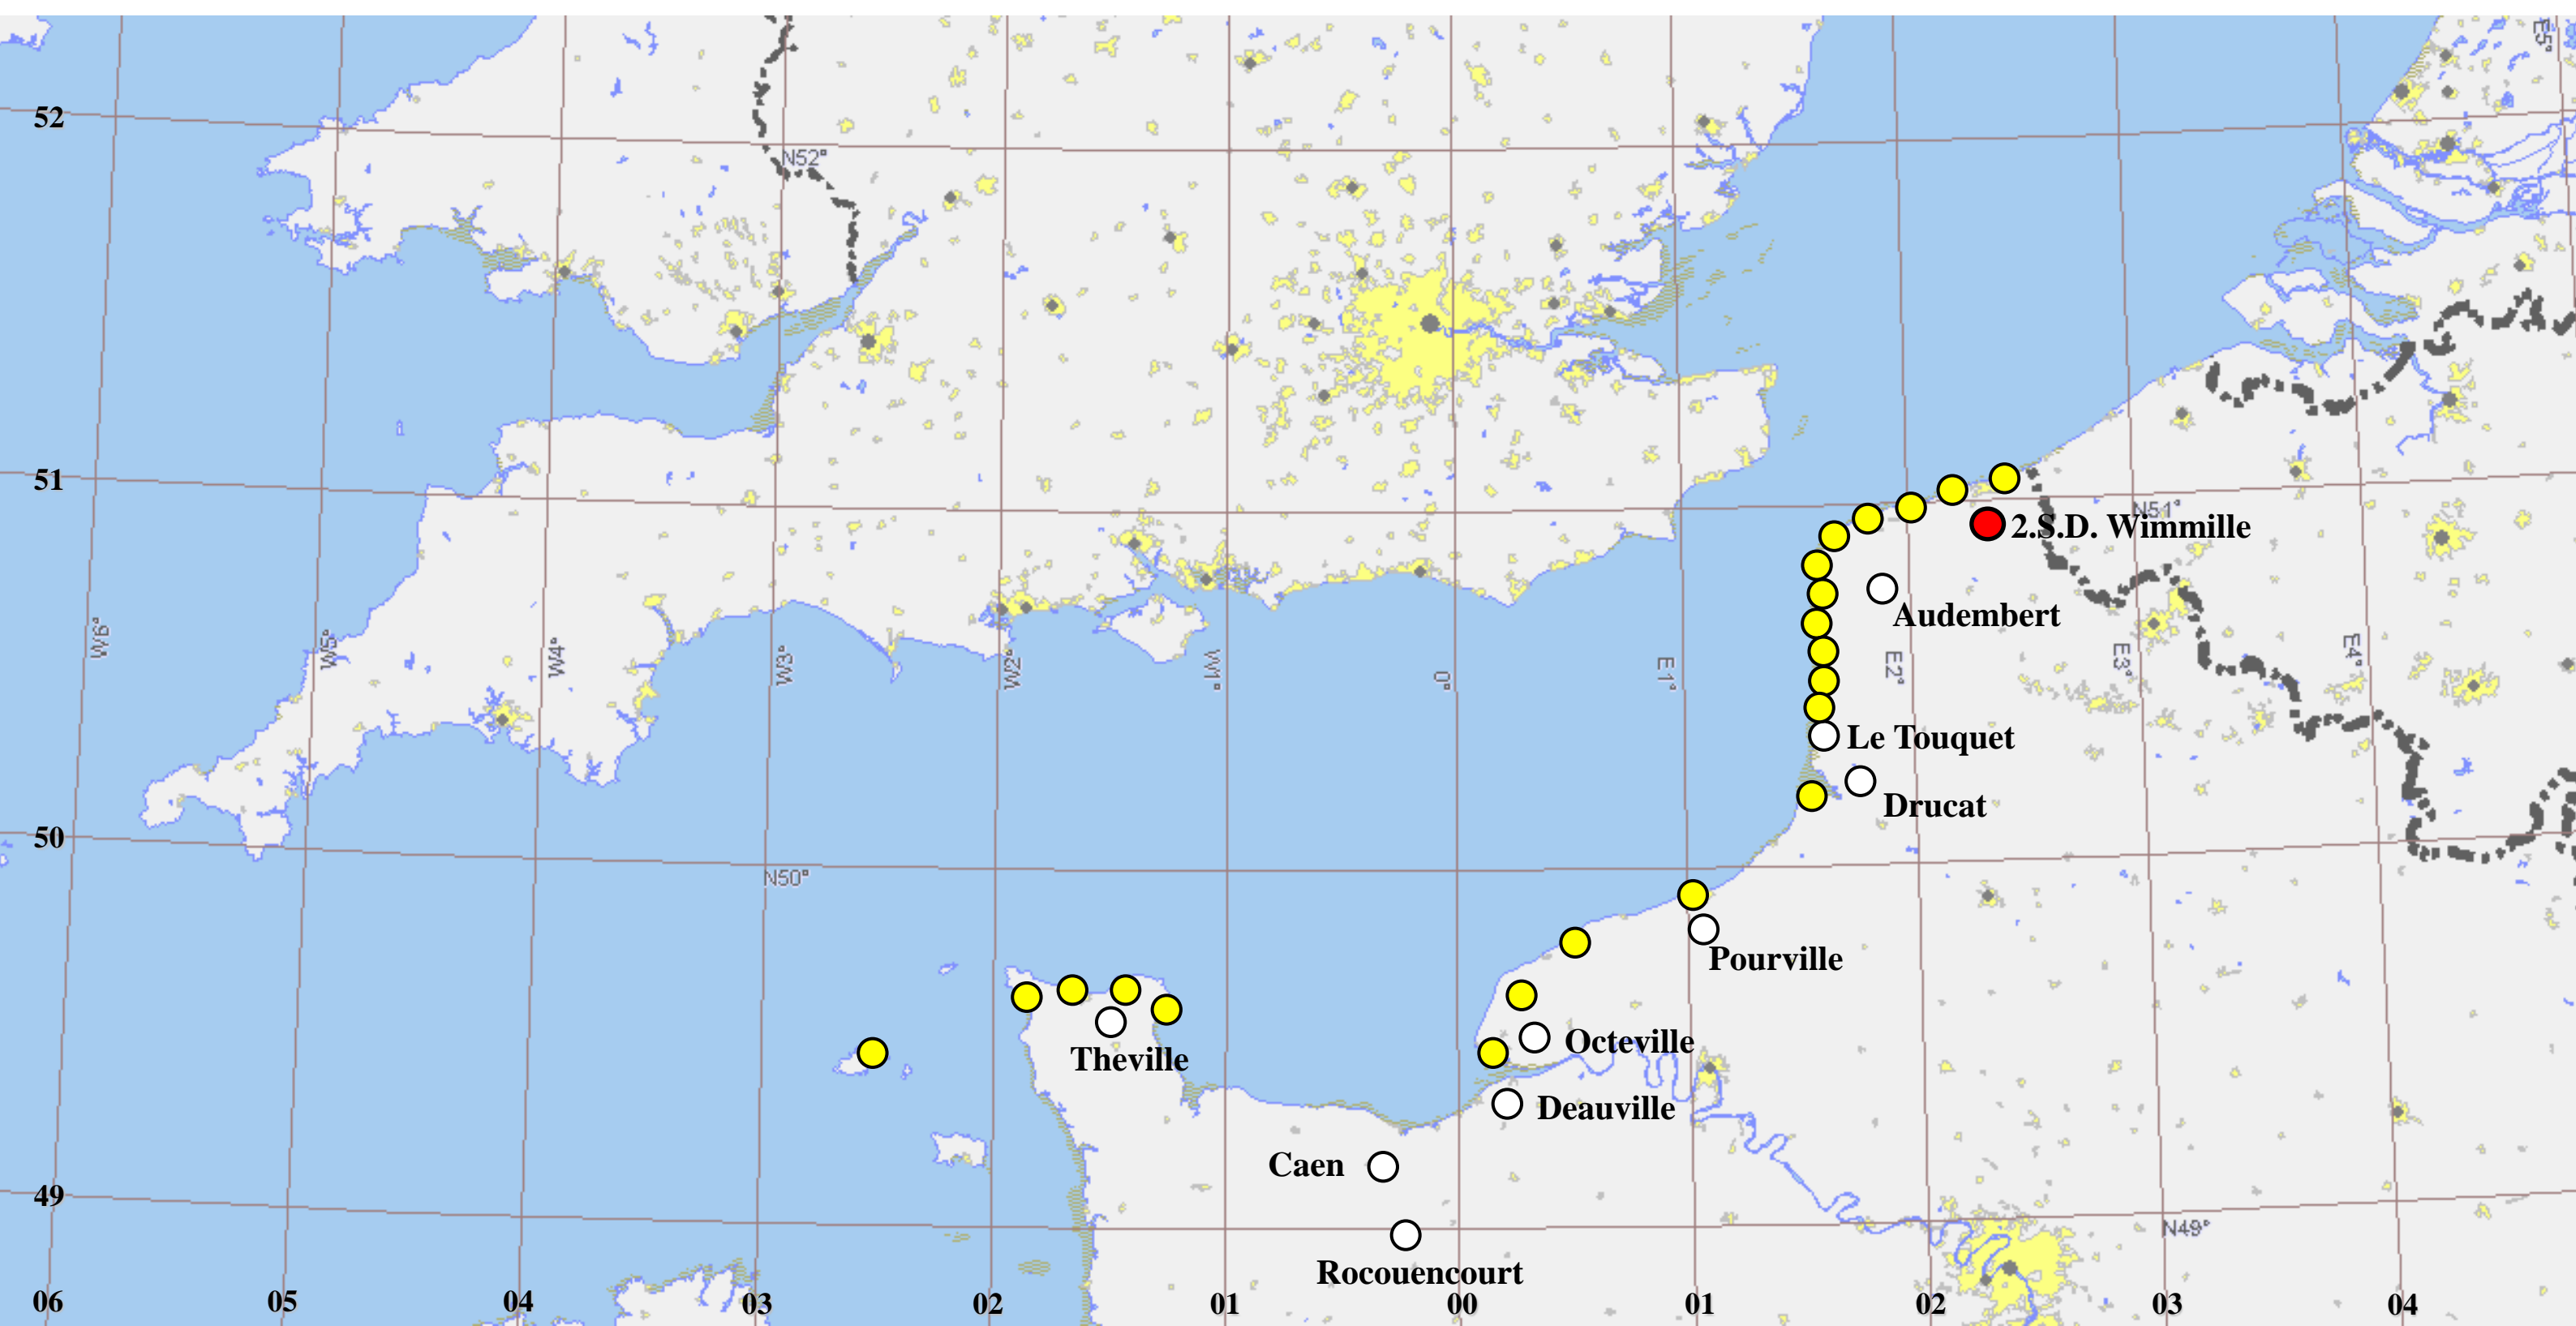 E5°
52
N52°
51
N51°
2.S.D. Wimmille
Audembert
W6°
W5°
W4°
W3°
W2°
W1°
0°
E1°
E2°
E3°
E4°
Le Touquet
Drucat
50
N50°
Pourville
Octeville
Theville
Deauville
Caen
49
N49°
Rocouencourt
06
05
04
03
02
01
00
01
02
03
04